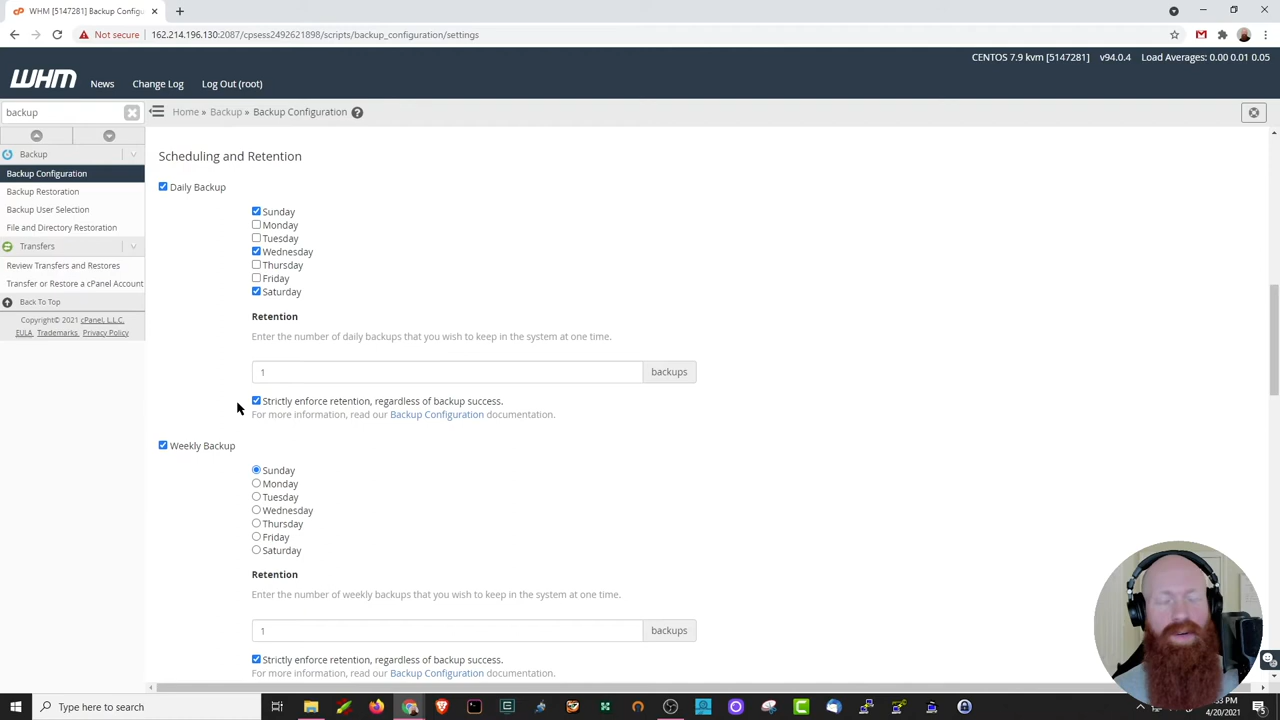 WHM [5147281] Backup Configu
Not secure
162.214.196.130:2087/cpsess2492621898/scripts/backup_configuration/settings
CENTOS 7.9 kvm [5147281] v94.0.4 Load Averages: 0.00 0.01 0.05
WHM News Change Log Log Out (root)
backup
Home » Backup » Backup Configuration
Backup
Backup Configuration
Backup Restoration
Backup User Selection
File and Directory Restoration
Transfers
Review Transfers and Restores
Transfer or Restore a cPanel Account
Back To Top
Copyright© 2021 cPanel, L.L.C.
EULA Trademarks Privacy Policy
Scheduling and Retention
Daily Backup
Sunday
Monday
Tuesday
Wednesday
Thursday
Friday
Saturday
Retention
Enter the number of daily backups that you wish to keep in the system at one time.
1 backups
Strictly enforce retention, regardless of backup success.
For more information, read our Backup Configuration documentation.
Weekly Backup
Sunday
Monday
Tuesday
Wednesday
Thursday
Friday
Saturday
Retention
Enter the number of weekly backups that you wish to keep in the system at one time.
1 backups
Strictly enforce retention, regardless of backup success.
For more information, read our Backup Configuration documentation.
Type here to search
4/20/2021